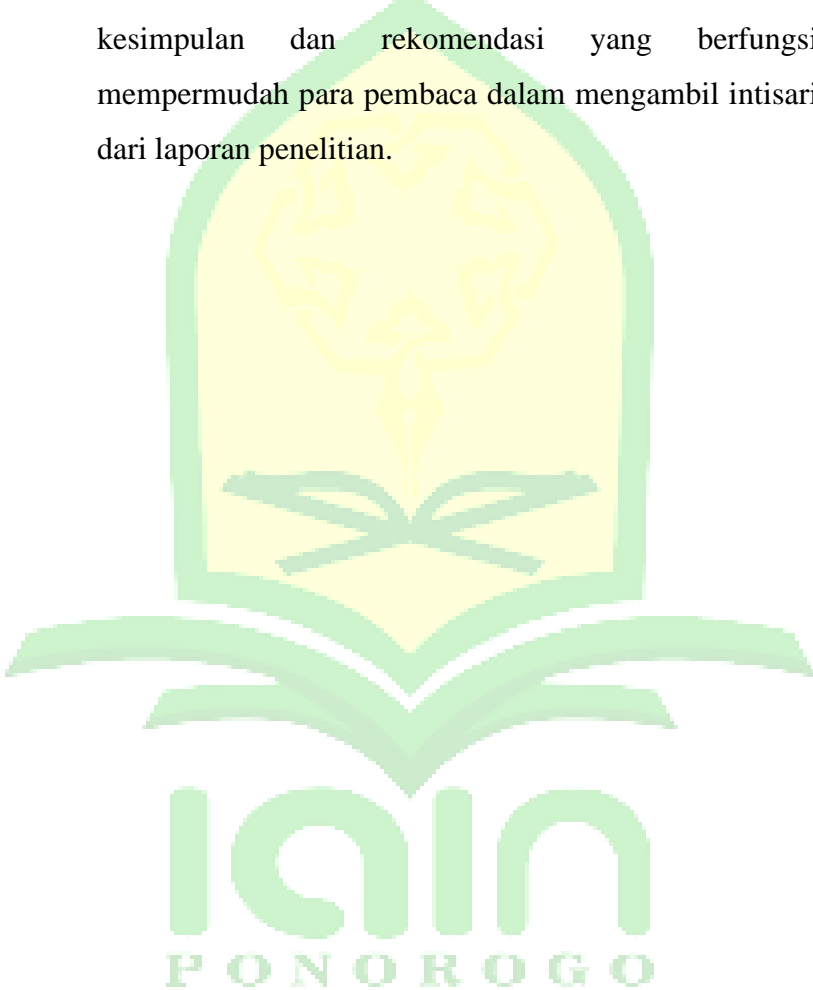 kesimpulan dan rekomendasi yang berfungsi
mempermudah para pembaca dalam mengambil intisari
dari laporan penelitian.
iain
PONOROGO